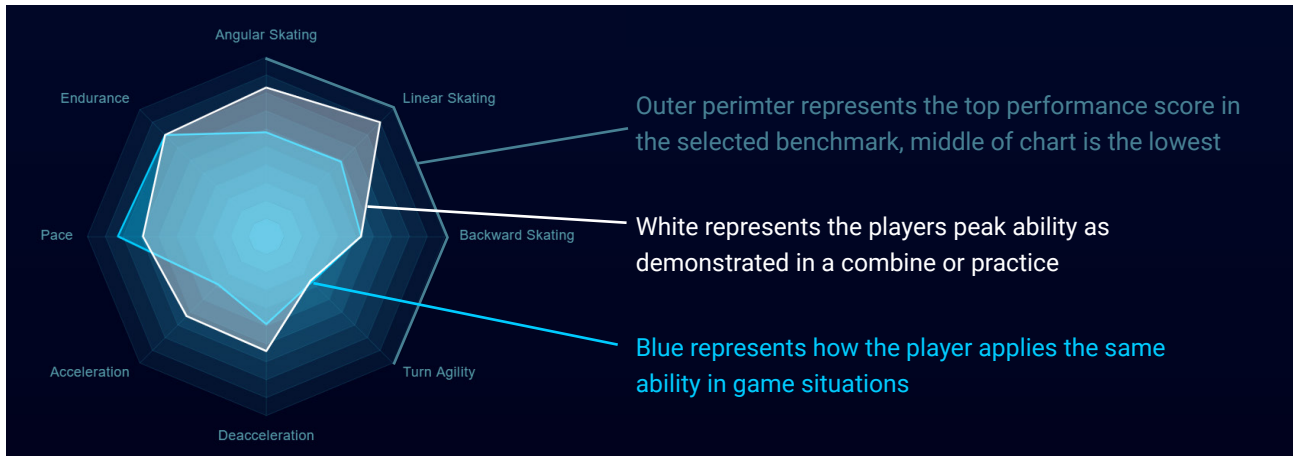 Angular Skating
Endurance
Linear Skating
Outer perimter represents the top performance score in
the selected benchmark, middle of chart is the lowest
White represents the players peak ability as
demonstrated in a combine or practice
Pace
Backward Skating
Blue represents how the player applies the same
ability in game situations
Acceleration
Turn Agility
Deacceleration